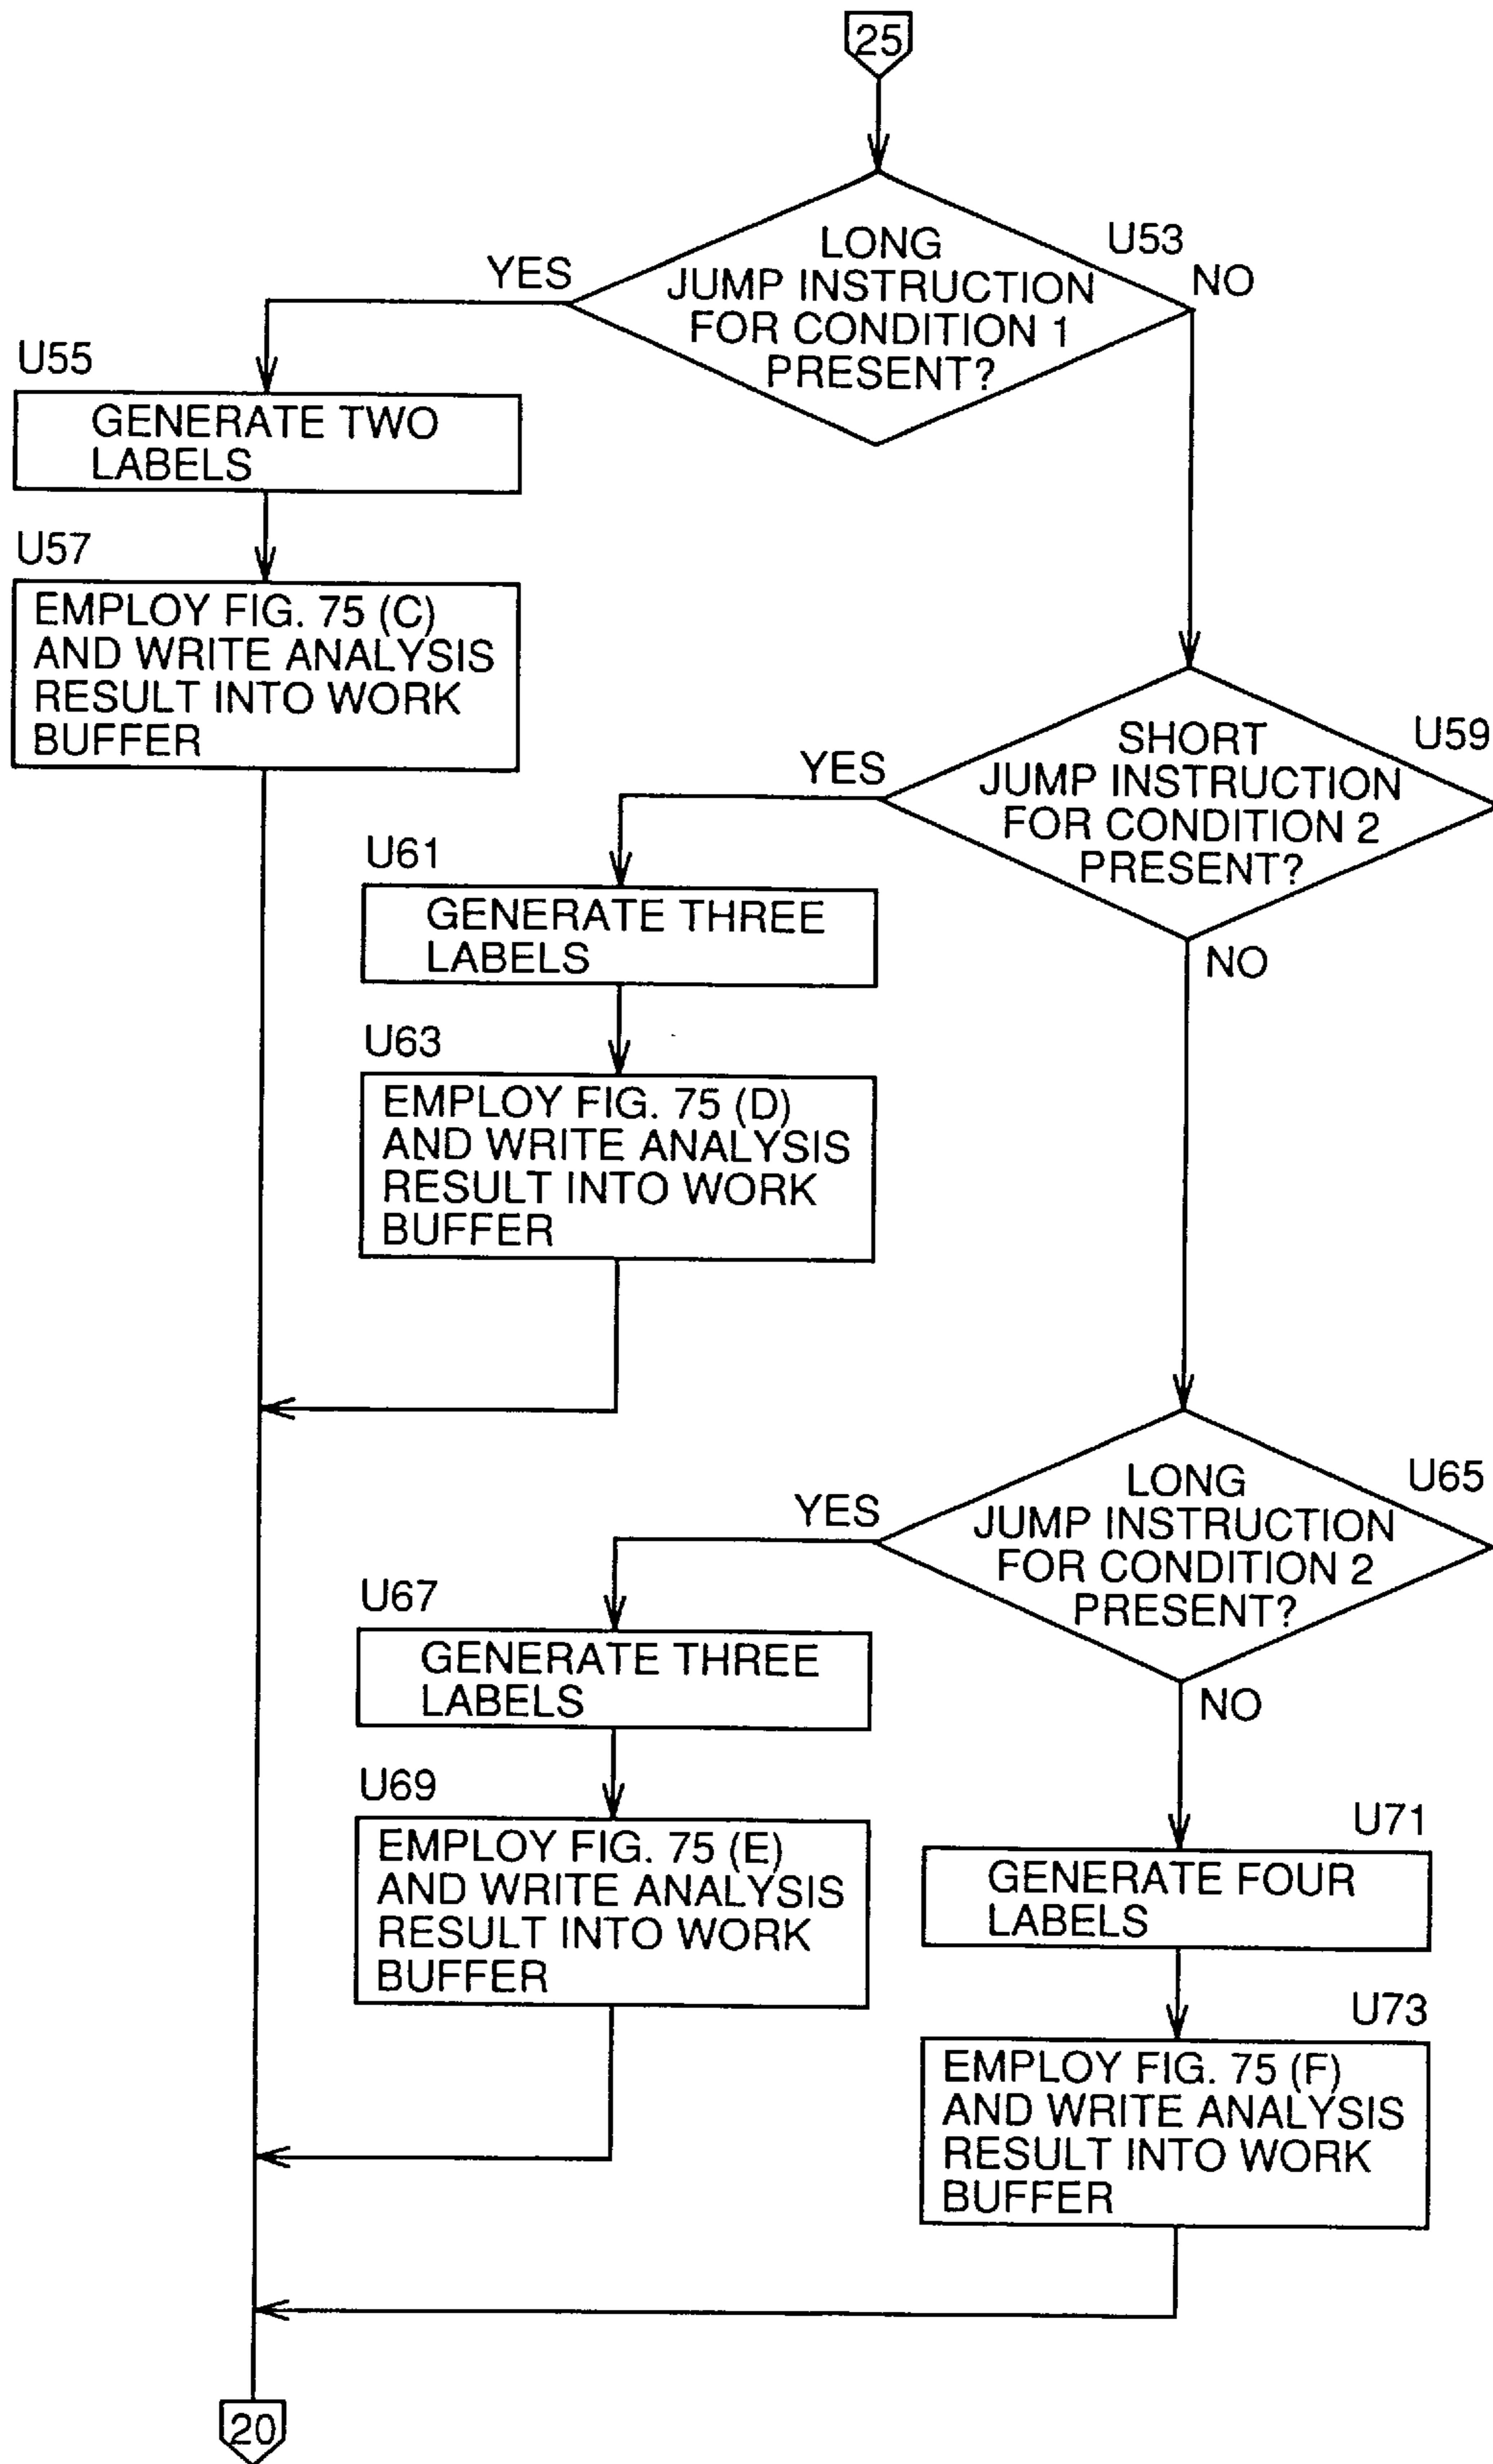 25
LONG
JUMP INSTRUCTION
FOR CONDITION 1
PRESENT?
U53
YES
NO
U55
GENERATE TWO
LABELS
U57
EMPLOY FIG. 75 (C)
AND WRITE ANALYSIS
RESULT INTO WORK
BUFFER
SHORT
JUMP INSTRUCTION
FOR CONDITION 2
PRESENT?
U59
YES
NO
U61
GENERATE THREE
LABELS
U63
EMPLOY FIG. 75 (D)
AND WRITE ANALYSIS
RESULT INTO WORK
BUFFER
LONG
JUMP INSTRUCTION
FOR CONDITION 2
PRESENT?
U65
YES
NO
U67
GENERATE THREE
LABELS
U69
EMPLOY FIG. 75 (E)
AND WRITE ANALYSIS
RESULT INTO WORK
BUFFER
U71
GENERATE FOUR
LABELS
U73
EMPLOY FIG. 75 (F)
AND WRITE ANALYSIS
RESULT INTO WORK
BUFFER
20